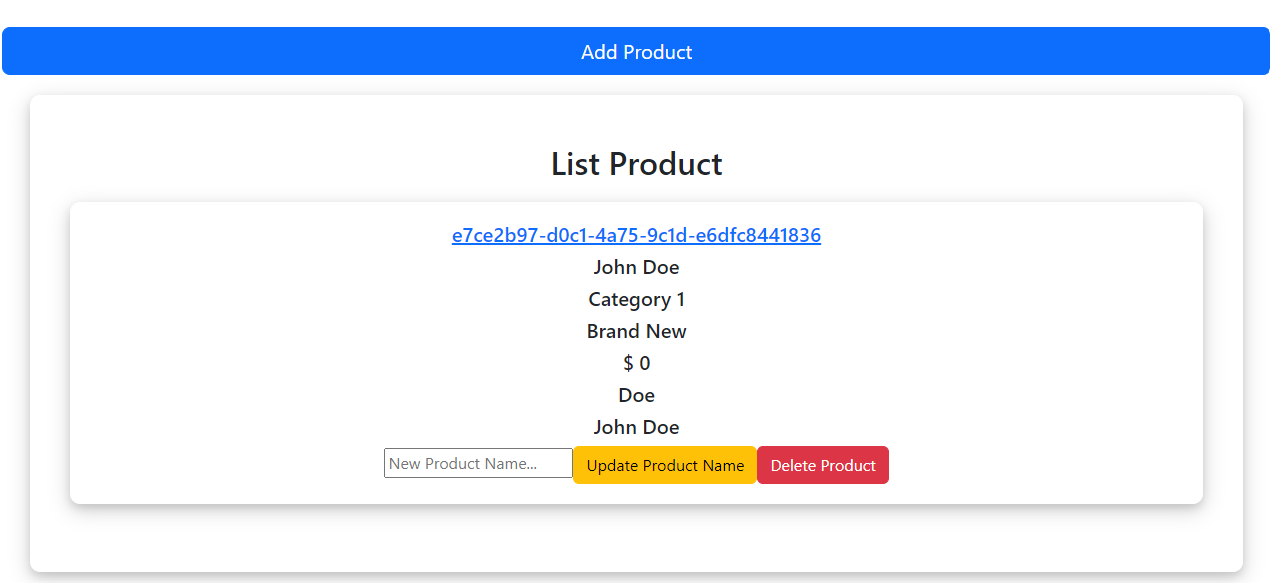 Add Product
List Product
e7ce2b97-d0c1-4a75-9c1d-e6dfc8441836
John Doe
Category 1
Brand New
$ 0
Doe
John Doe
New Product Name... Update Product Name Delete Product